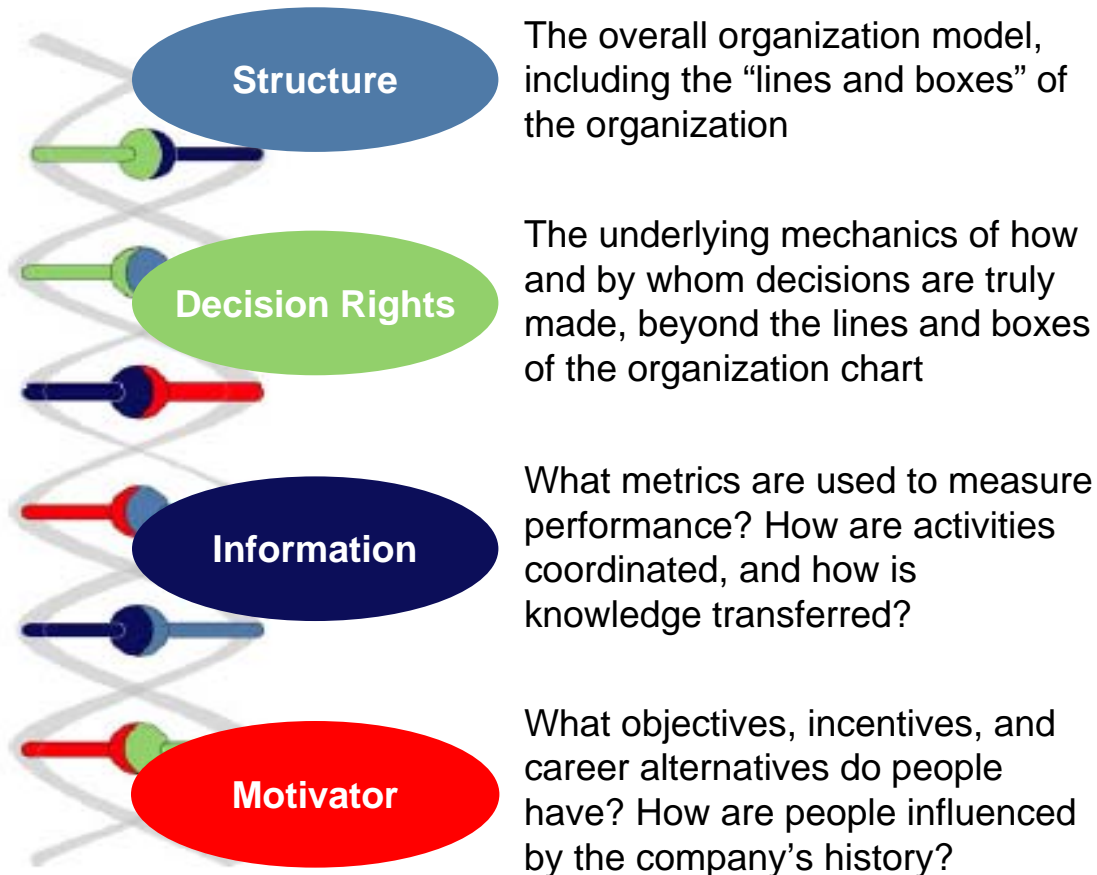 Structure
The overall organization model,
including the “lines and boxes” of
the organization
Decision Rights
The underlying mechanics of how
and by whom decisions are truly
made, beyond the lines and boxes
of the organization chart
Information
What metrics are used to measure
performance? How are activities
coordinated, and how is
knowledge transferred?
Motivator
What objectives, incentives, and
career alternatives do people
have? How are people influenced
by the company’s history?